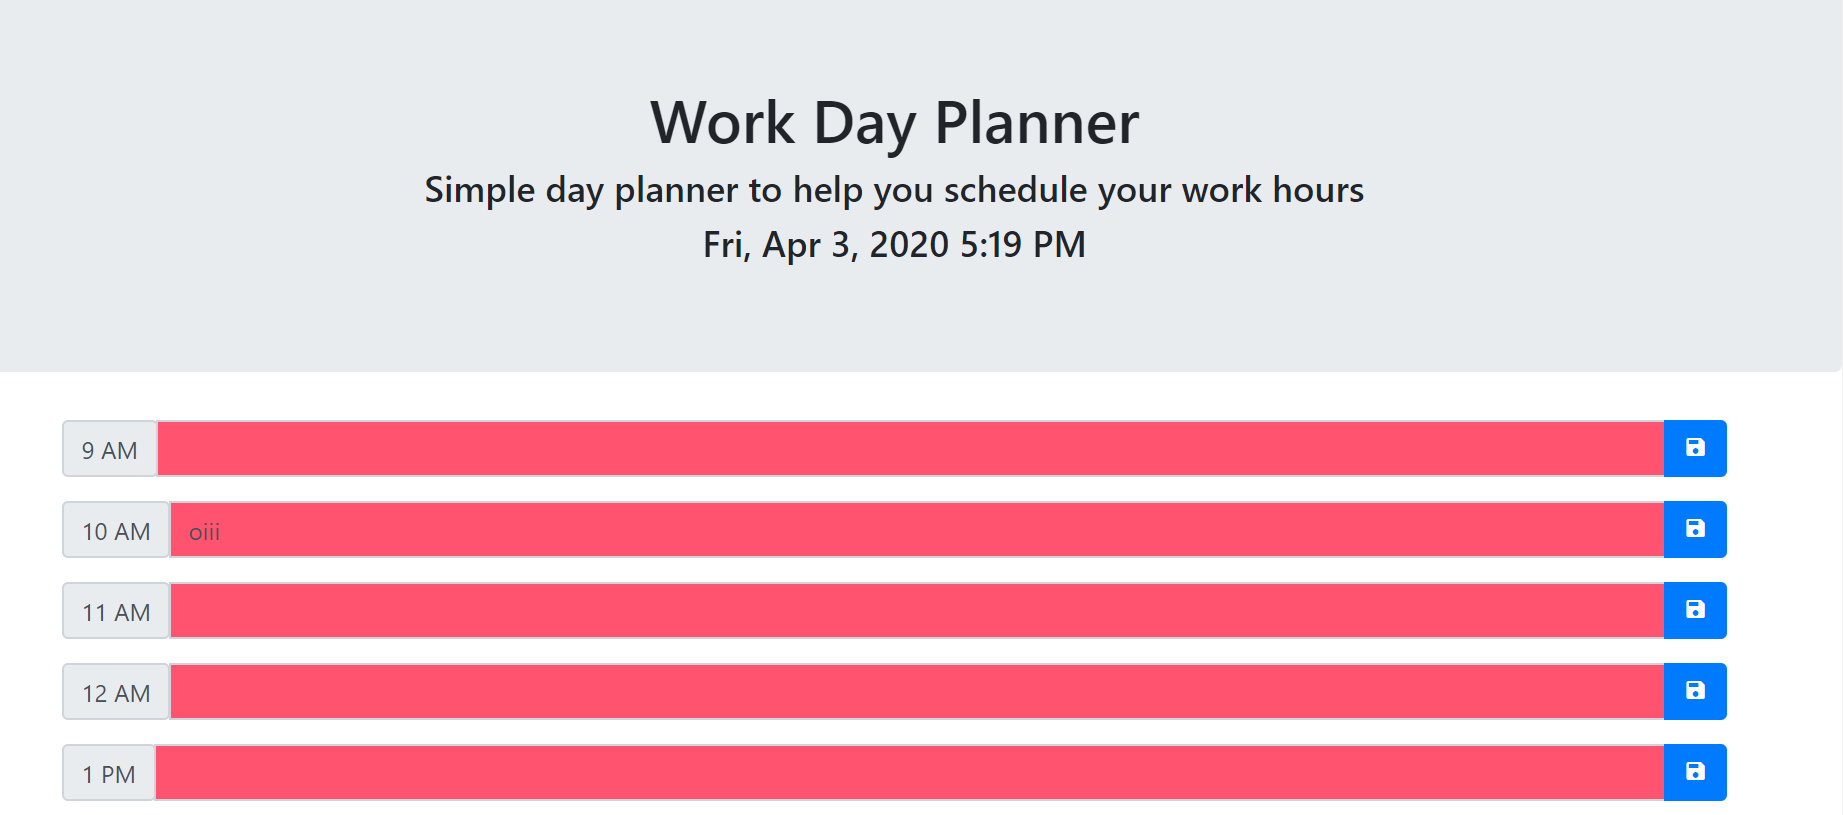 Work Day Planner
Simple day planner to help you schedule your work hours
Fri, Apr 3, 2020 5:19 PM
9 AM
10 AM oiii
11 AM
12 AM
1 PM